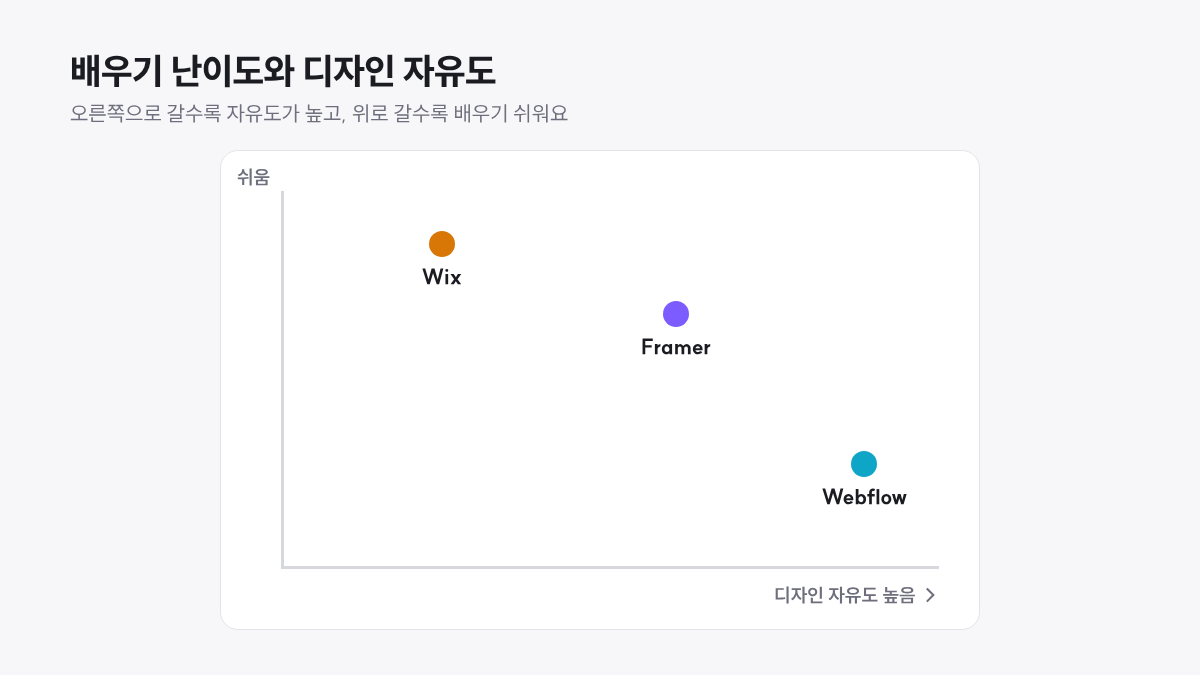 배우기 난이도와 디자인 자유도
오른쪽으로 갈수록 자유도가 높고, 위로 갈수록 배우기 쉬워요
쉬움
Wix
Framer
Webflow
디자인 자유도 높음